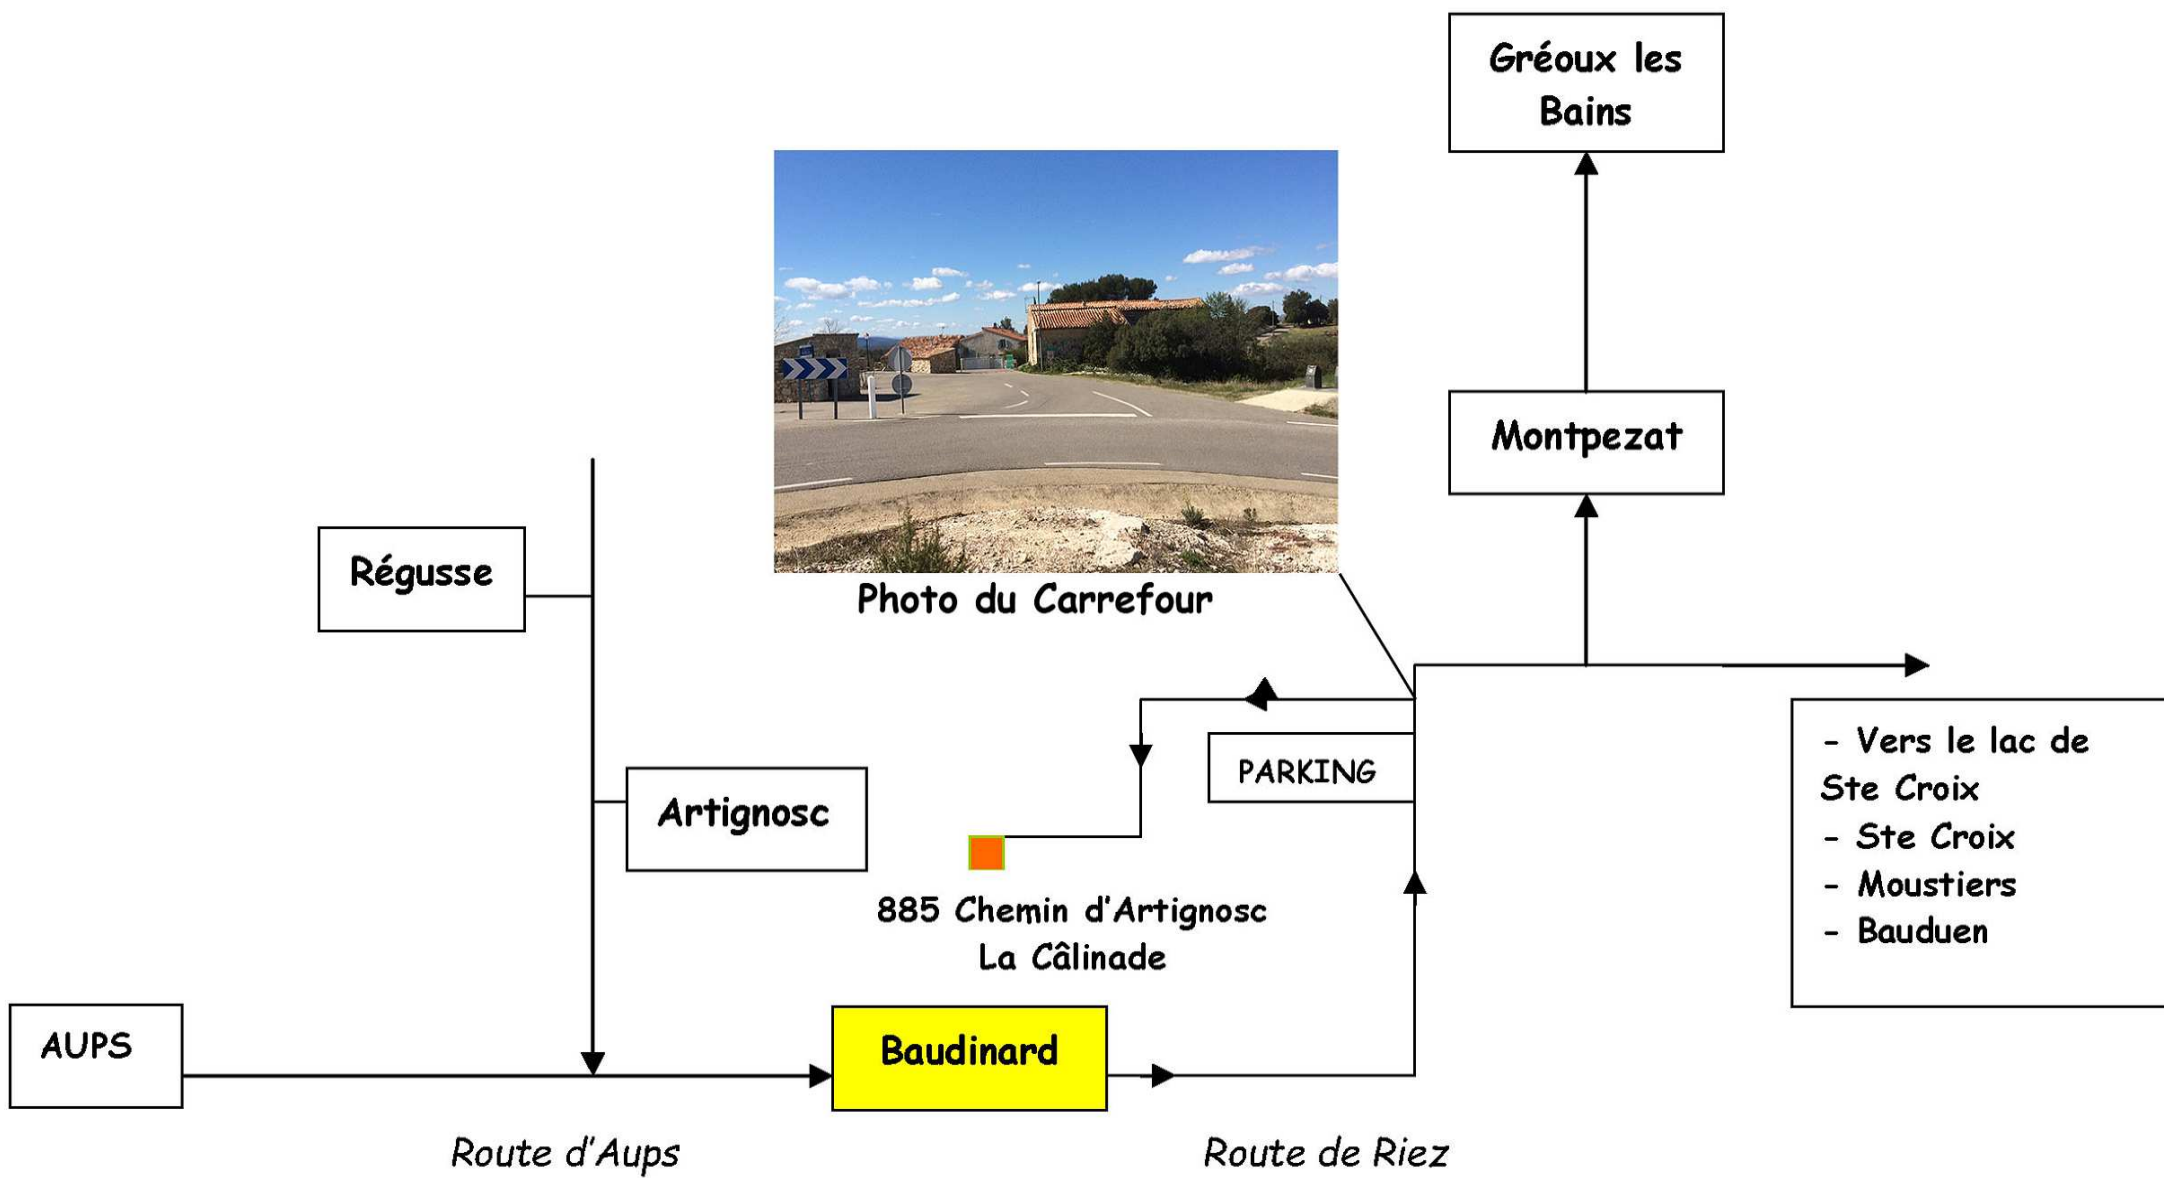 Gréoux les
Bains
Montpezat
Photo du Carrefour
Régusse
Artignosc
PARKING
885 Chemin d'Artignosc
La Câlinade
- Vers le lac de
Ste Croix
- Ste Croix
- Moustiers
- Bauduen
AUPS
Baudinard
Route d'Aups
Route de Riez